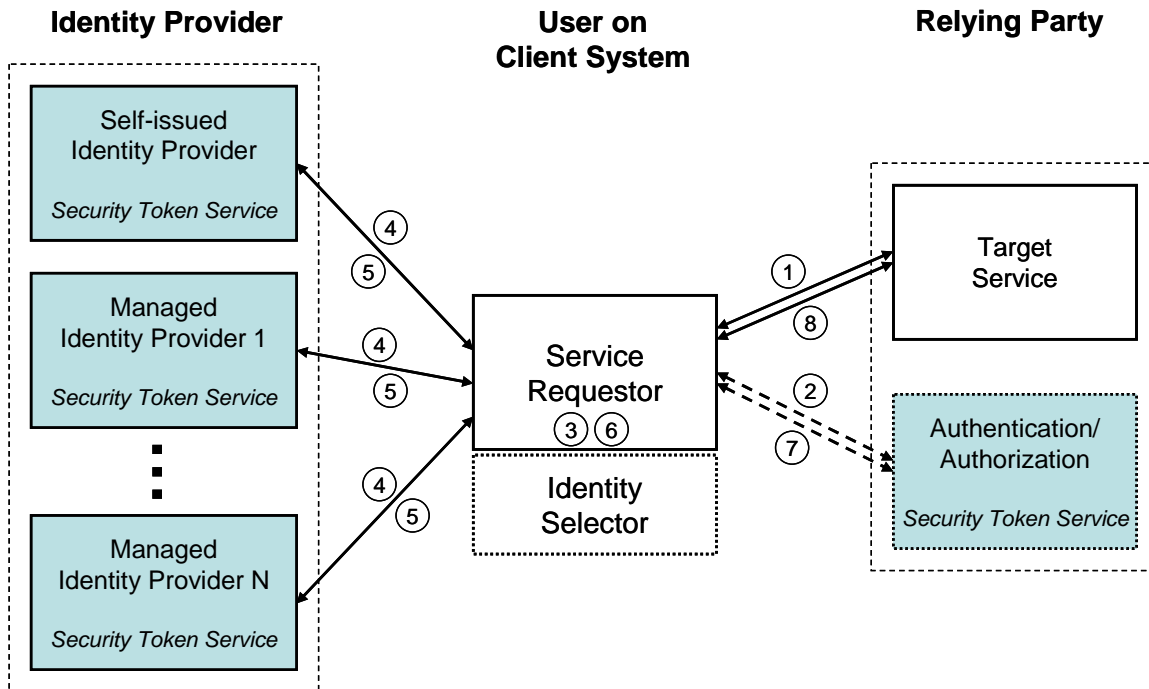 Identity Provider
User on
Client System
Relying Party
Self-issued
Identity Provider
Security Token Service
Managed
Identity Provider 1
Security Token Service
Managed
Identity Provider N
Security Token Service
4
5
4
5
4
5
Service
Requestor
3 6
Identity
Selector
1
8
2
7
Target
Service
Authentication/
Authorization
Security Token Service